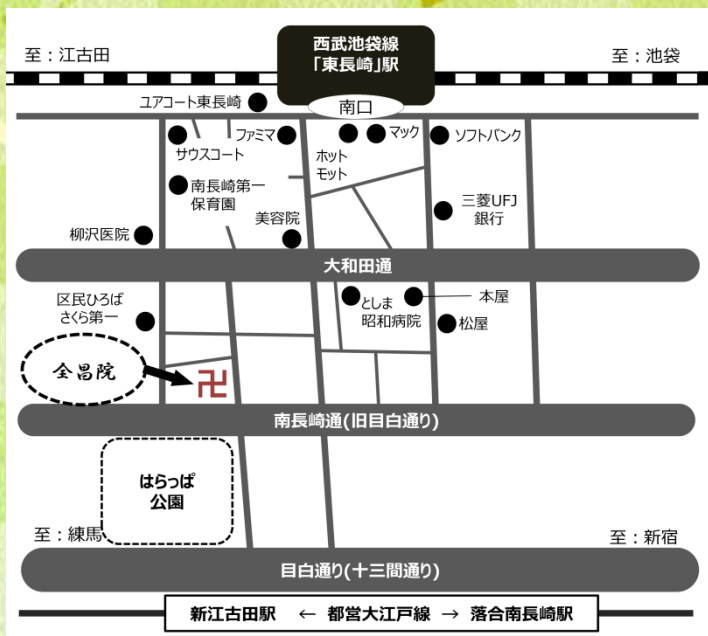 至：江古田
西武池袋線
「東長崎」駅
至：池袋
南口
ユアコート東長崎
サウスコート
ファミマ
ホット
モット
マック
ソフトバンク
南長崎第一
保育園
美容院
三菱UFJ
銀行
柳沢医院
大和田通
区民ひろば
さくら第一
としま
昭和病院
本屋
松屋
全昌院
卍
南長崎通(旧目白通り)
はらっぱ
公園
至：練馬
至：新宿
目白通り(十三間通り)
新江古田駅 ← 都営大江戸線 → 落合南長崎駅